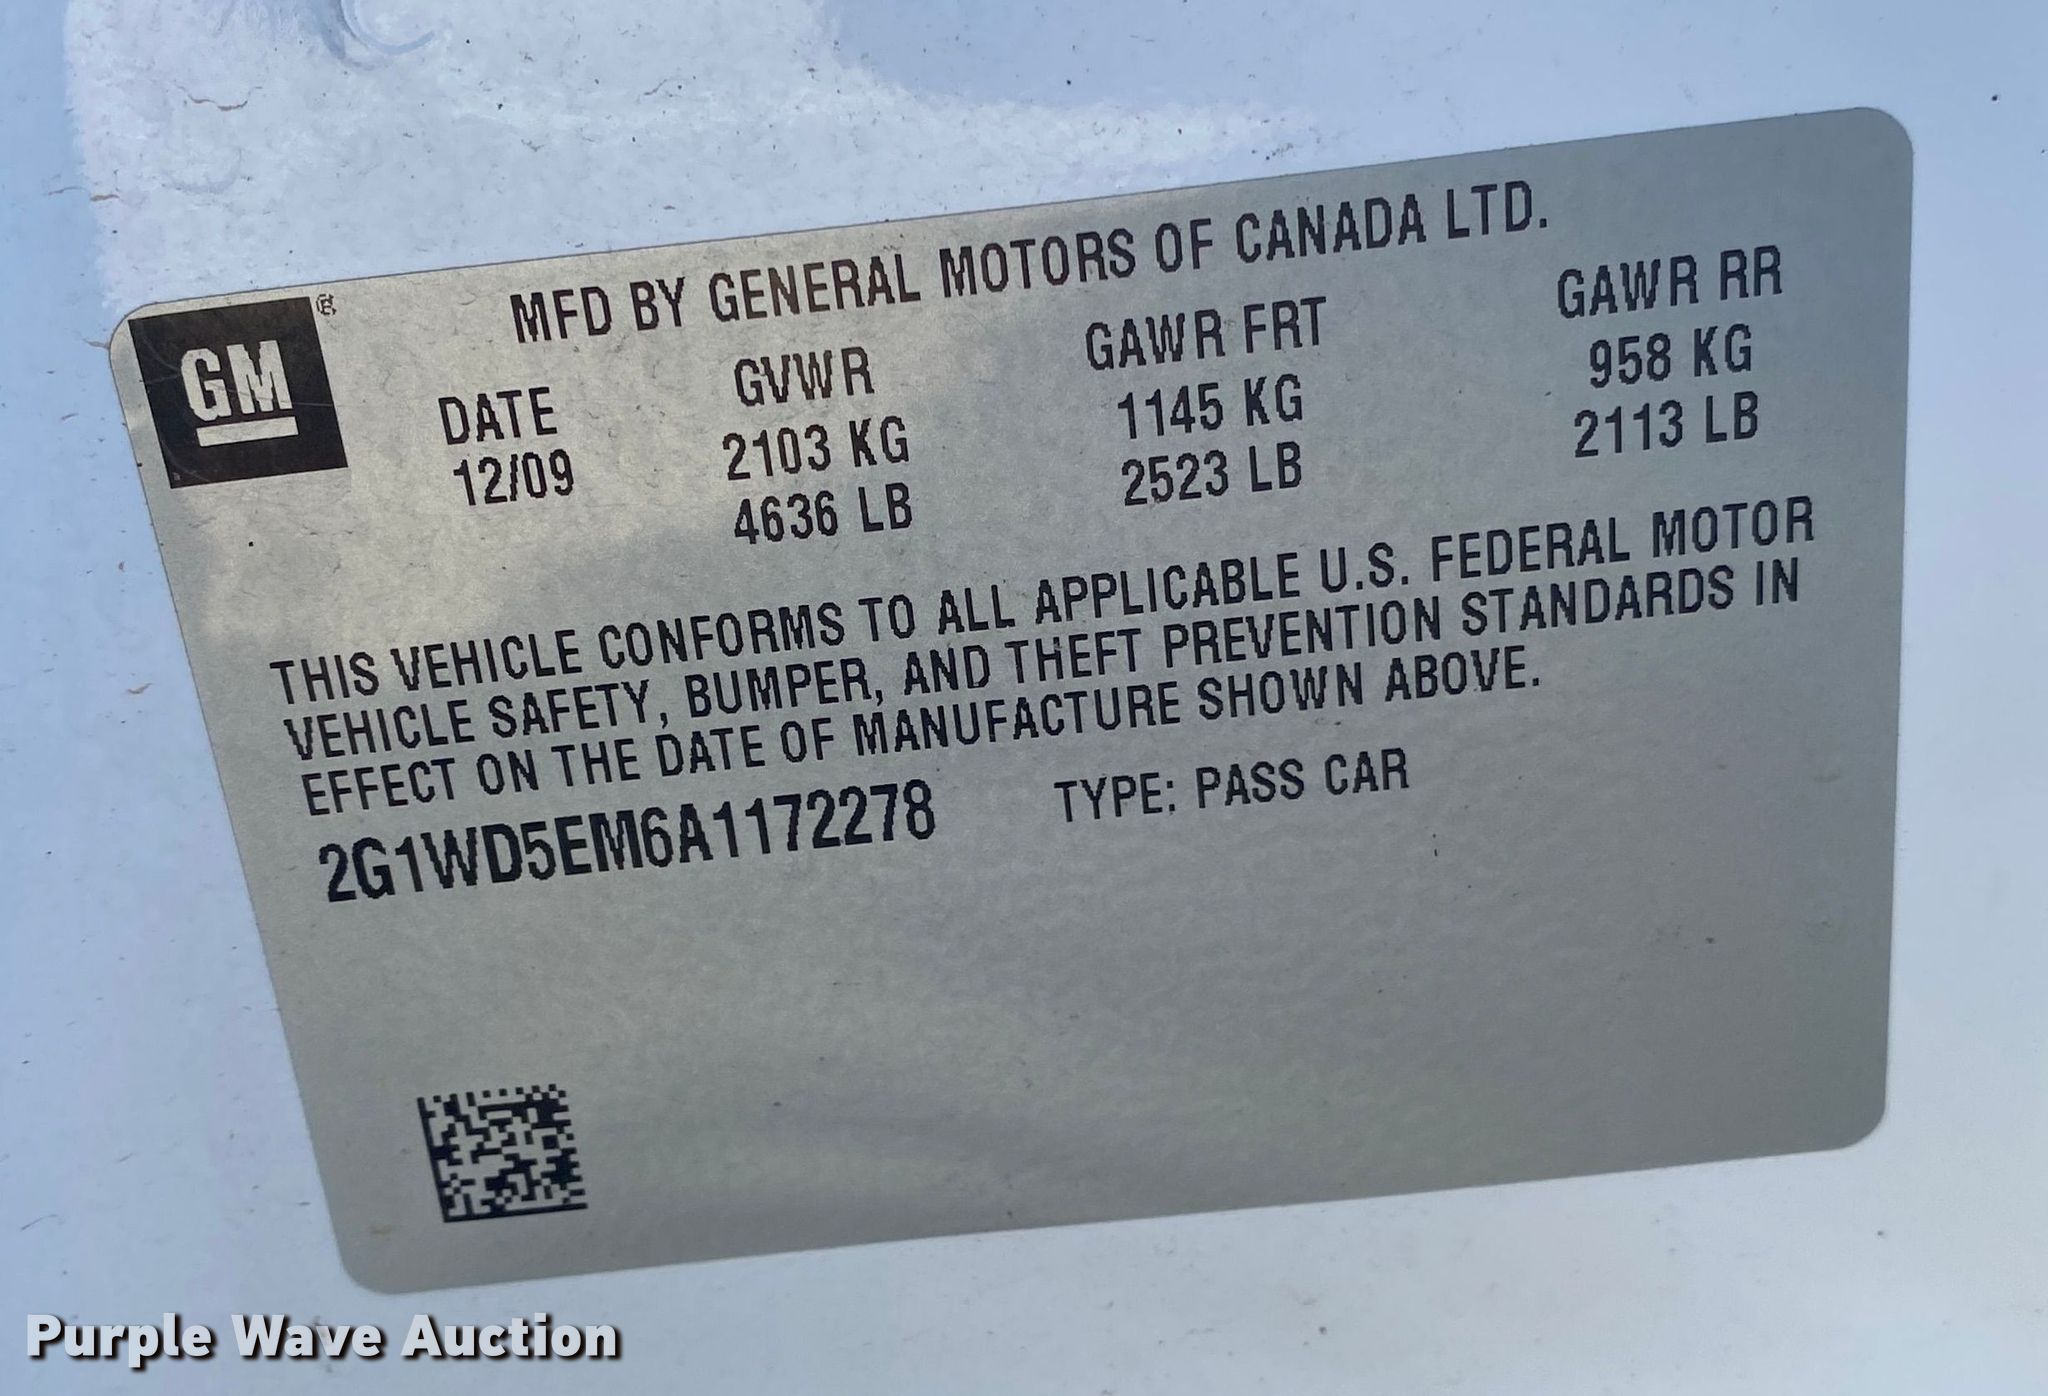 GM
MFD BY GENERAL MOTORS OF CANADA LTD.
DATE GVWR GAWR FRT GAWR RR
12/09 2103 KG 1145 KG 958 KG
4636 LB 2523 LB 2113 LB
THIS VEHICLE CONFORMS TO ALL APPLICABLE U.S. FEDERAL MOTOR
VEHICLE SAFETY, BUMPER, AND THEFT PREVENTION STANDARDS IN
EFFECT ON THE DATE OF MANUFACTURE SHOWN ABOVE.
2G1WD5EM6A1172278 TYPE: PASS CAR
Purple Wave Auction